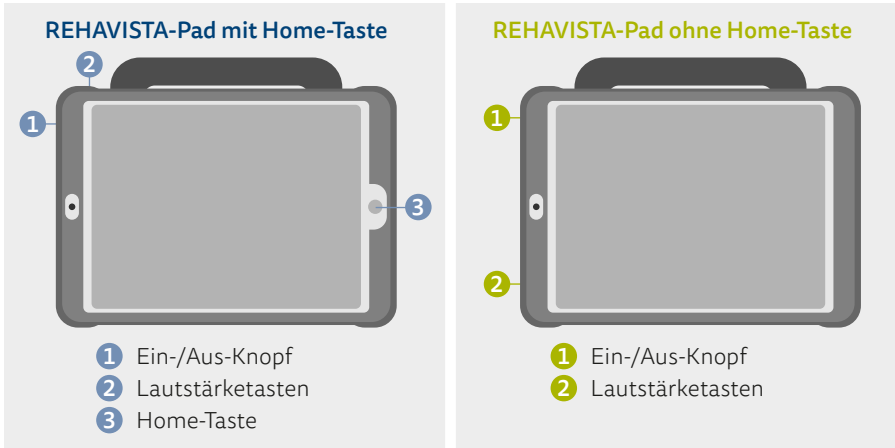 REHAVISTA-Pad mit Home-Taste
2
1
3
1 Ein-/Aus-Knopf
2 Lautstärketasten
3 Home-Taste
REHAVISTA-Pad ohne Home-Taste
1
2
1 Ein-/Aus-Knopf
2 Lautstärketasten